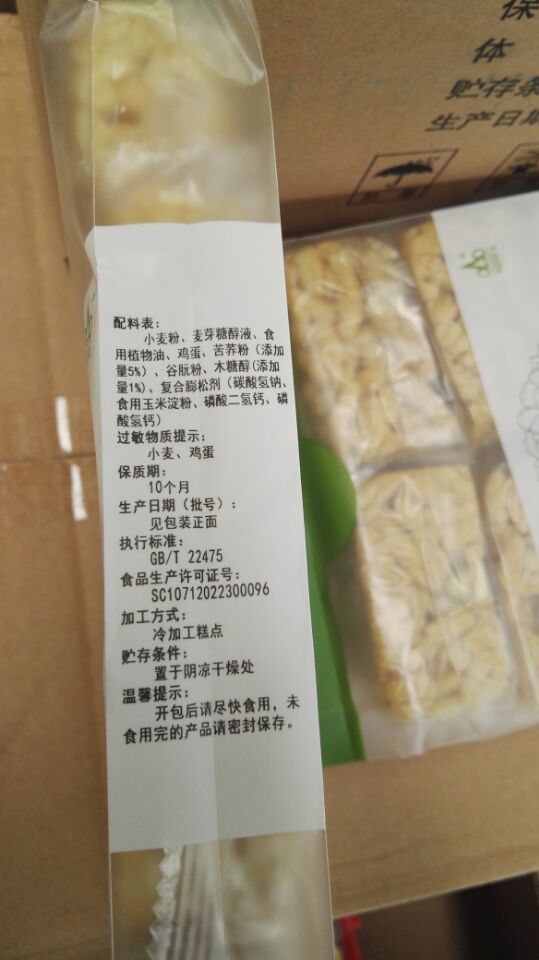 保
体
贮存条
生产日期
配料表：
小麦粉、麦芽糖醇液、食
用植物油、鸡蛋、苦荞粉（添加
量5%）、谷朊粉、木糖醇(添加
量1%)、复合膨松剂（碳酸氢钠、
食用玉米淀粉、磷酸二氢钙、磷
酸氢钙）
过敏物质提示：
小麦、鸡蛋
保质期：
10个月
生产日期（批号）：
见包装正面
执行标准：
GB/T 22475
食品生产许可证号：
SC10712022300096
加工方式：
冷加工糕点
贮存条件：
置于阴凉干燥处
温馨提示：
开包后请尽快食用，未
食用完的产品请密封保存。